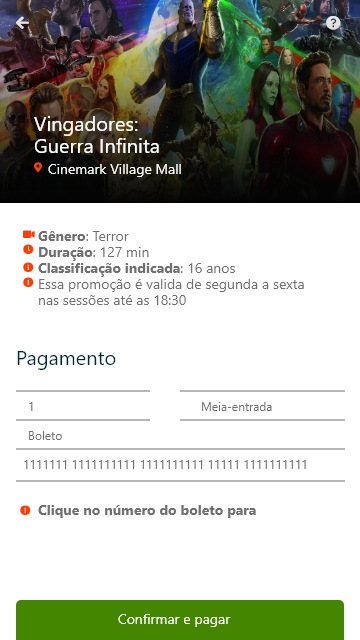 ?
Vingadores:
Guerra Infinita
Cinemark Village Mall
Gênero: Terror
Duração: 127 min
Classificação indicada: 16 anos
Essa promoção é valida de segunda a sexta
nas sessões até as 18:30
Pagamento
1 Meia-entrada
Boleto
1111111 1111111111 1111111111 11111 1111111111
Clique no número do boleto para
Confirmar e pagar